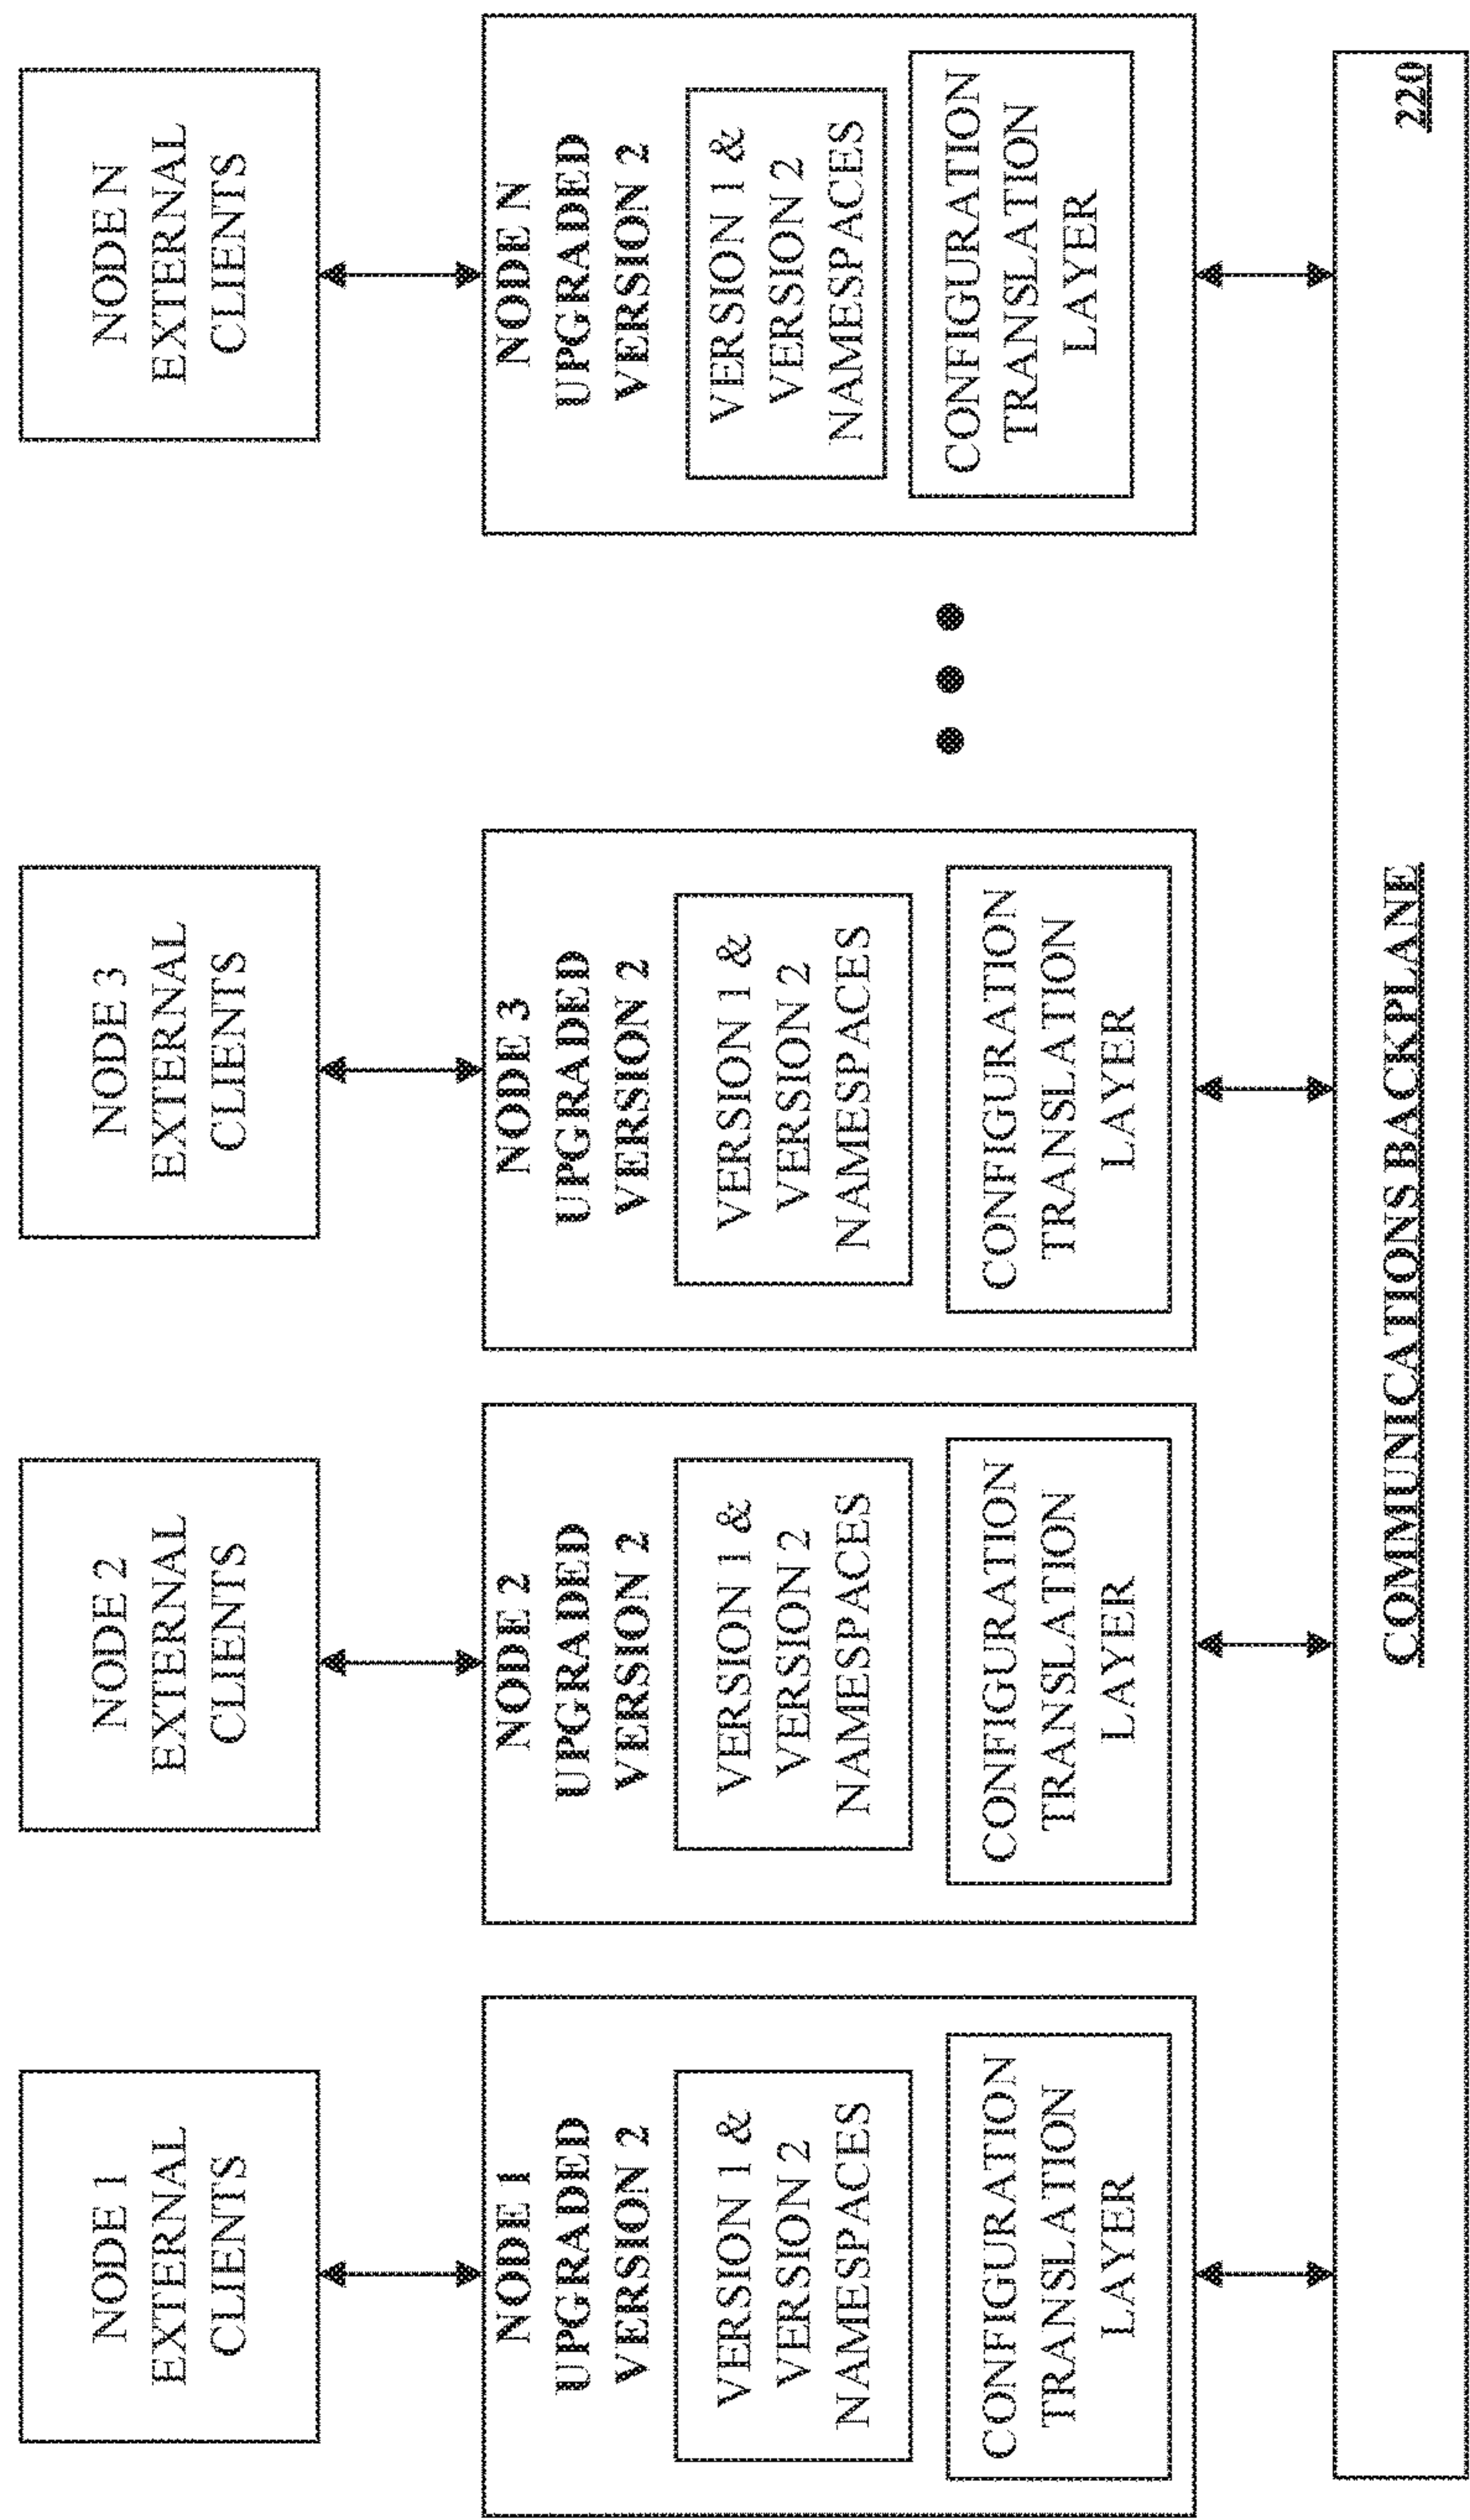 NODE 1
EXTERNAL
CLIENTS
NODE 2
EXTERNAL
CLIENTS
NODE 3
EXTERNAL
CLIENTS
NODE N
EXTERNAL
CLIENTS
NODE 1
UPGRADED
VERSION 2
VERSION 1 &
VERSION 2
NAMESPACES
CONFIGURATION
TRANSLATION
LAYER
NODE 2
UPGRADED
VERSION 2
VERSION 1 &
VERSION 2
NAMESPACES
CONFIGURATION
TRANSLATION
LAYER
NODE 3
UPGRADED
VERSION 2
VERSION 1 &
VERSION 2
NAMESPACES
CONFIGURATION
TRANSLATION
LAYER
NODE N
UPGRADED
VERSION 2
VERSION 1 &
VERSION 2
NAMESPACES
CONFIGURATION
TRANSLATION
LAYER
COMMUNICATIONS BACKPLANE
220